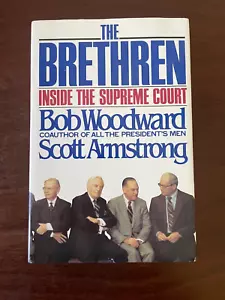 THE
BRETHREN
INSIDE THE SUPREME COURT
Bob Woodward
COAUTHOR OF ALL THE PRESIDENT'S MEN
Scott Armstrong